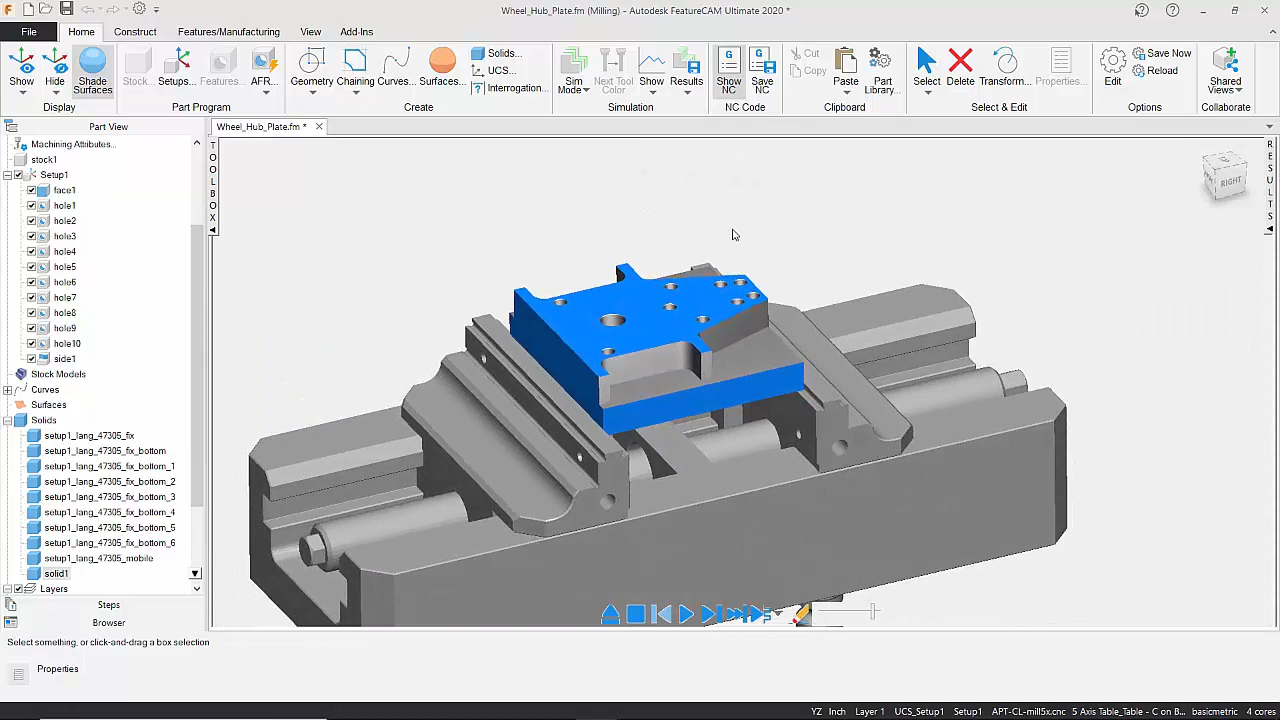 Wheel_Hub_Plate.fm (Milling) - Autodesk FeatureCAM Ultimate 2020 *
File
Home
Construct
Features/Manufacturing
View
Add-Ins
Show
Hide
Shade Surfaces
Stock...
Setups...
Features...
AFR...
Geometry...
Chaining...
Curves...
Surfaces...
Solids...
UCS...
Interrogation...
Sim Mode
Next Tool Color
Show
Results
Show NC
Save NC
Cut
Copy
Paste
Part Library...
Select
Delete
Transform...
Properties...
Edit
Save Now
Reload
Shared Views
Display
Part Program
Create
Simulation
NC Code
Clipboard
Select & Edit
Options
Collaborate
Part View
Wheel_Hub_Plate.fm *
Machining Attributes...
stock1
Setup1
face1
hole1
hole2
hole3
hole4
hole5
hole6
hole7
hole8
hole9
hole10
side1
Stock Models
Curves
Surfaces
Solids
setup1_lang_47305_fix
setup1_lang_47305_fix_bottom
setup1_lang_47305_fix_bottom_1
setup1_lang_47305_fix_bottom_2
setup1_lang_47305_fix_bottom_3
setup1_lang_47305_fix_bottom_4
setup1_lang_47305_fix_bottom_5
setup1_lang_47305_fix_bottom_6
setup1_lang_47305_mobile
solid1
Layers
Steps
Browser
TOOLBOX
RIGHT
RESULTS
Select something, or click-and-drag a box selection
Properties
YZ Inch Layer 1 UCS_Setup1 Setup1 APT-CL-mill5x.cnc 5 Axis Table_Table - C on B... basicmetric 4 cores